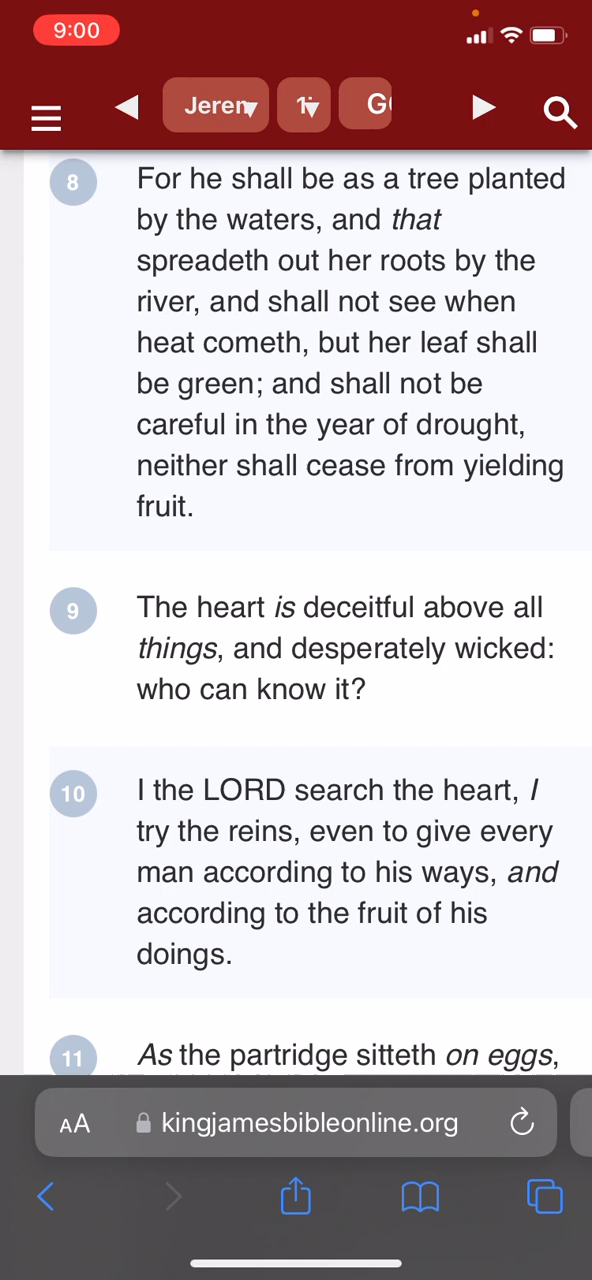 9:00
Jerem
G
8
For he shall be as a tree planted
by the waters, and that
spreadeth out her roots by the
river, and shall not see when
heat cometh, but her leaf shall
be green; and shall not be
careful in the year of drought,
neither shall cease from yielding
fruit.
9
The heart is deceitful above all
things, and desperately wicked:
who can know it?
10
I the LORD search the heart, I
try the reins, even to give every
man according to his ways, and
according to the fruit of his
doings.
11
As the partridge sitteth on eggs,
AA kingjamesbibleonline.org